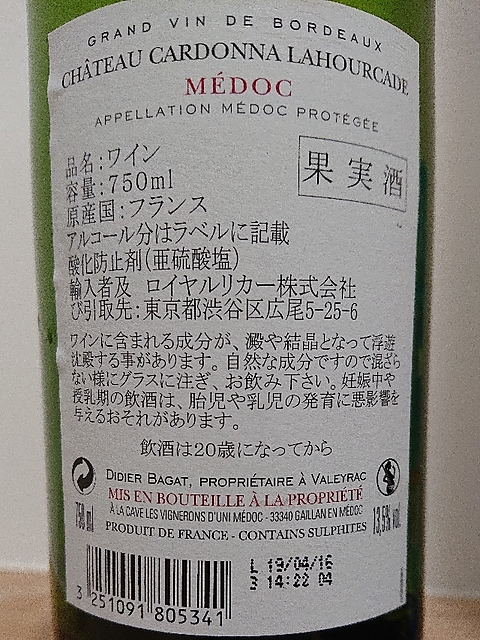 GRAND VIN DE BORDEAUX
CHÂTEAU CARDONNA LAHOURCADE
MÉDOC
APPELLATION MÉDOC PROTÉGÉE
果実酒
品名:ワイン
容量:750ml
原産国:フランス
アルコール分はラベルに記載
酸化防止剤(亜硫酸塩)
輸入者及 ロイヤルリカー株式会社
び引取先:東京都渋谷区広尾5-25-6
ワインに含まれる成分が、澱や結晶となって浮遊
沈殿する事があります。自然な成分ですので混ざら
ない様にグラスに注ぎ、お飲み下さい。妊娠中や
授乳期の飲酒は、胎児や乳児の発育に悪影響を
与えるおそれがあります。
飲酒は20歳になってから
DIDIER BAGAT, PROPRIÉTAIRE À VALEYRAC
MIS EN BOUTEILLE À LA PROPRIÉTÉ
À LA CAVE LES VIGNERONS D'UNI MÉDOC - 33340 GAILLAN EN MÉDOC
PRODUIT DE FRANCE - CONTAINS SULPHITES
750 ml
13,5% vol.
L 19/04/16
3 14:22 04
3 251091 805341